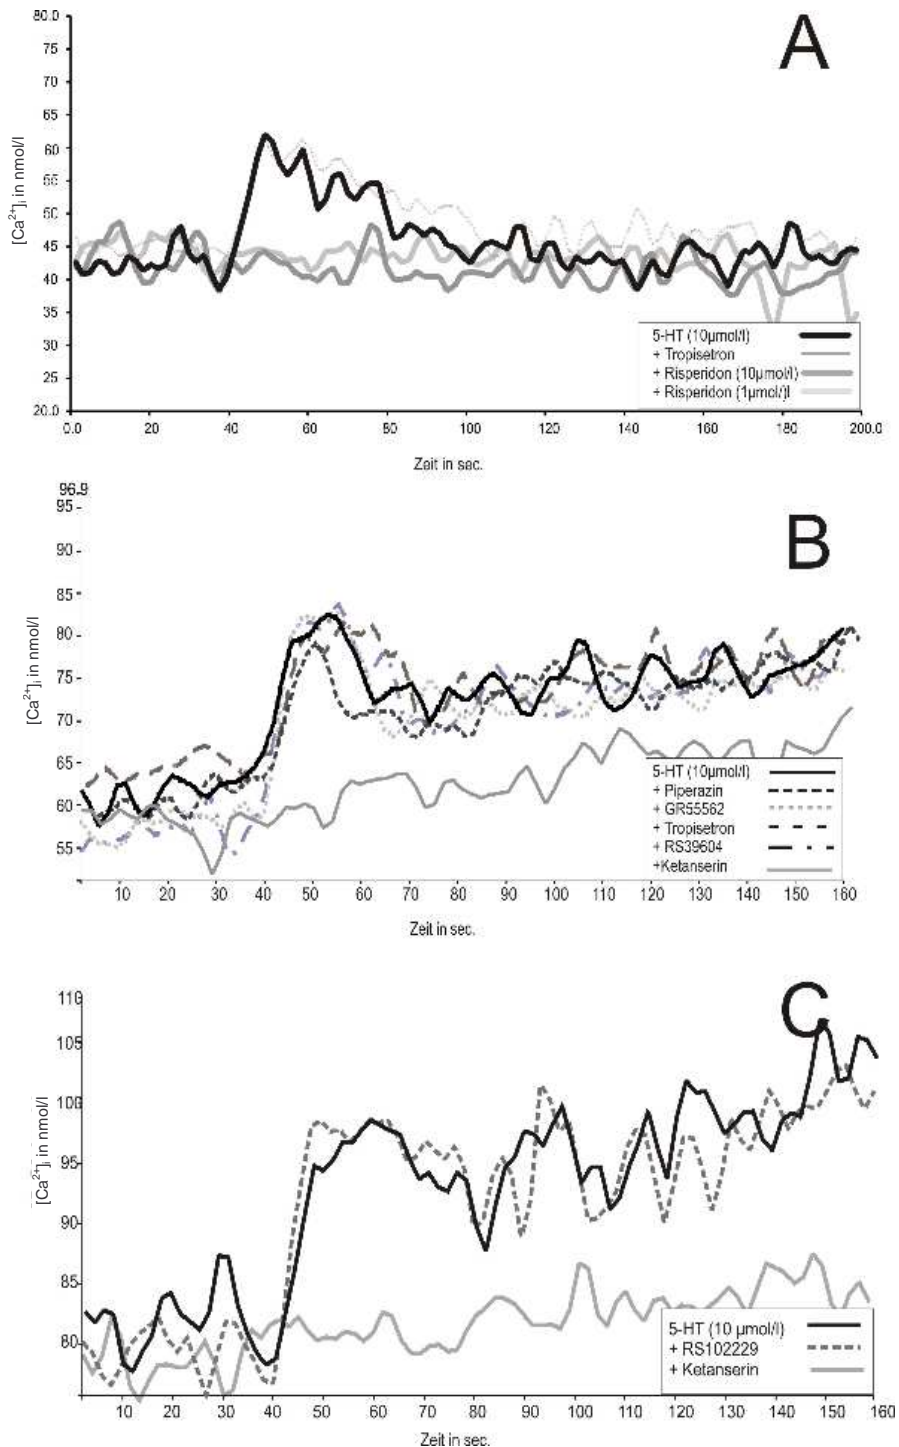 A
80.0
75
70
65
60
55
50
45
40
35
30
25
20.0
[Ca²⁺]ᵢ in nmol/l
5-HT (10µmol/l)
+ Tropisetron
+ Risperidon (10µmol/l)
+ Risperidon (1µmol/)l
0.0 20 40 60 80 100 120 140 160 180 200.0
Zeit in sec.
B
96.9
95
90
85
80
75
70
65
60
55
[Ca²⁺]ᵢ in nmol/l
5-HT (10µmol/l)
+ Piperazin
+ GR55562
+ Tropisetron
+ RS39604
+Ketanserin
10 20 30 40 50 60 70 80 90 100 110 120 130 140 150 160
Zeit in sec.
C
110
105
100
95
90
85
80
[Ca²⁺]ᵢ in nmol/l
5-HT (10 µmol/l)
+ RS102229
+ Ketanserin
10 20 30 40 50 60 70 80 90 100 110 120 130 140 150 160
Zeit in sec.